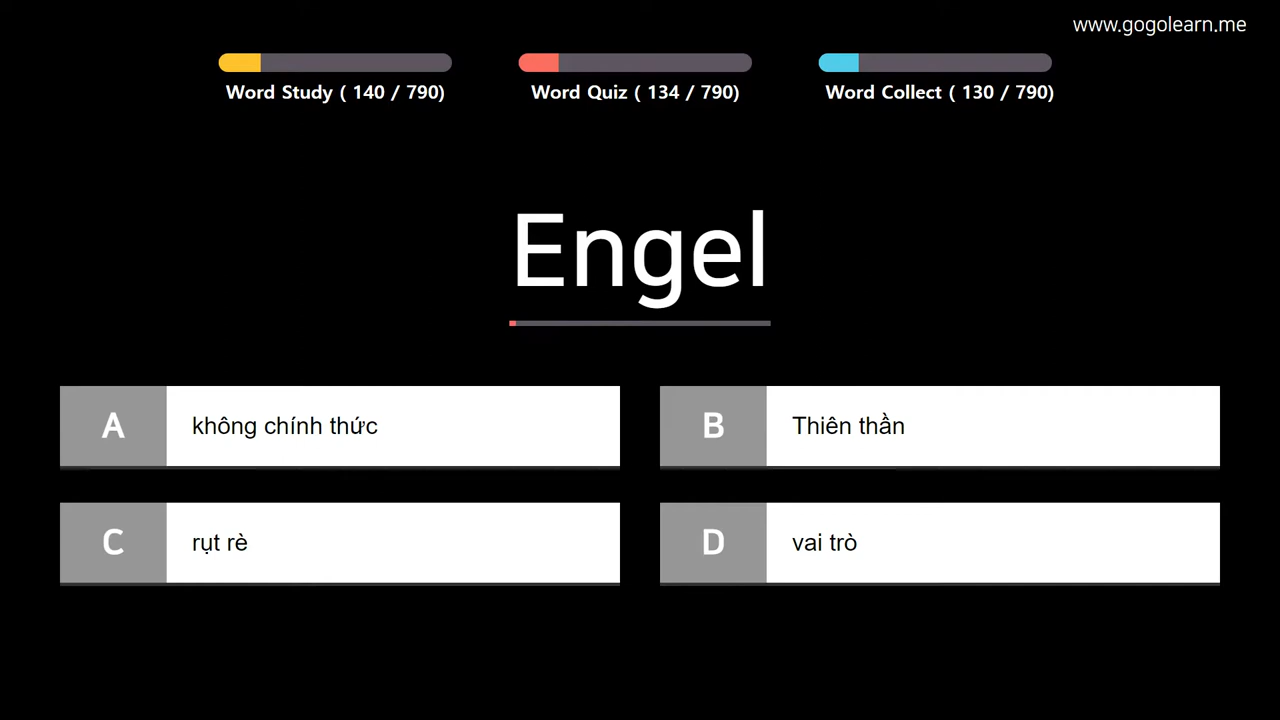 www.gogolearn.me
Word Study ( 140 / 790)
Word Quiz ( 134 / 790)
Word Collect ( 130 / 790)
Engel
A
không chính thức
B
Thiên thần
C
rụt rè
D
vai trò